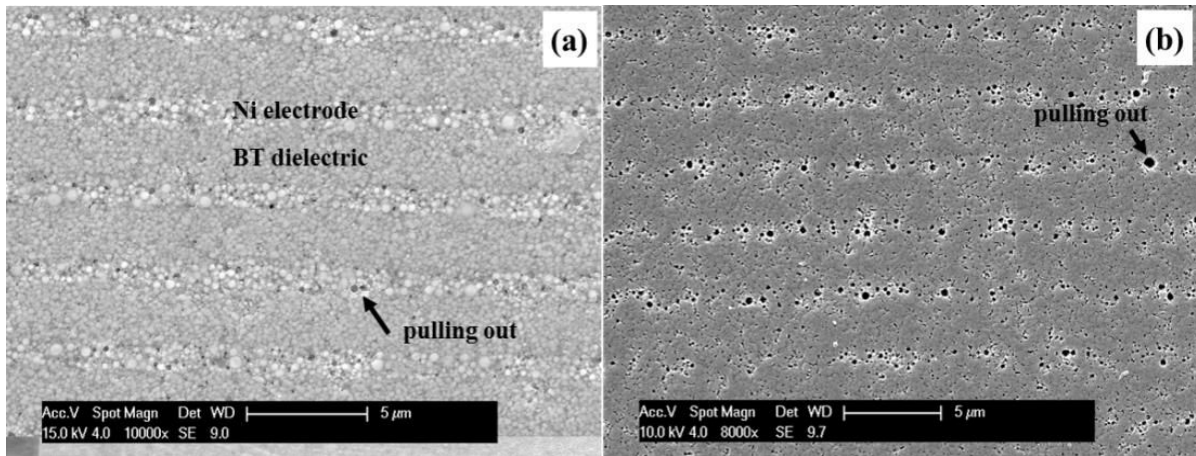 (a)
Ni electrode
BT dielectric
pulling out
Acc.V Spot Magn Det WD 5 µm
15.0 kV 4.0 10000x SE 9.0
(b)
pulling out
Acc.V Spot Magn Det WD 5 µm
10.0 kV 4.0 8000x SE 9.7